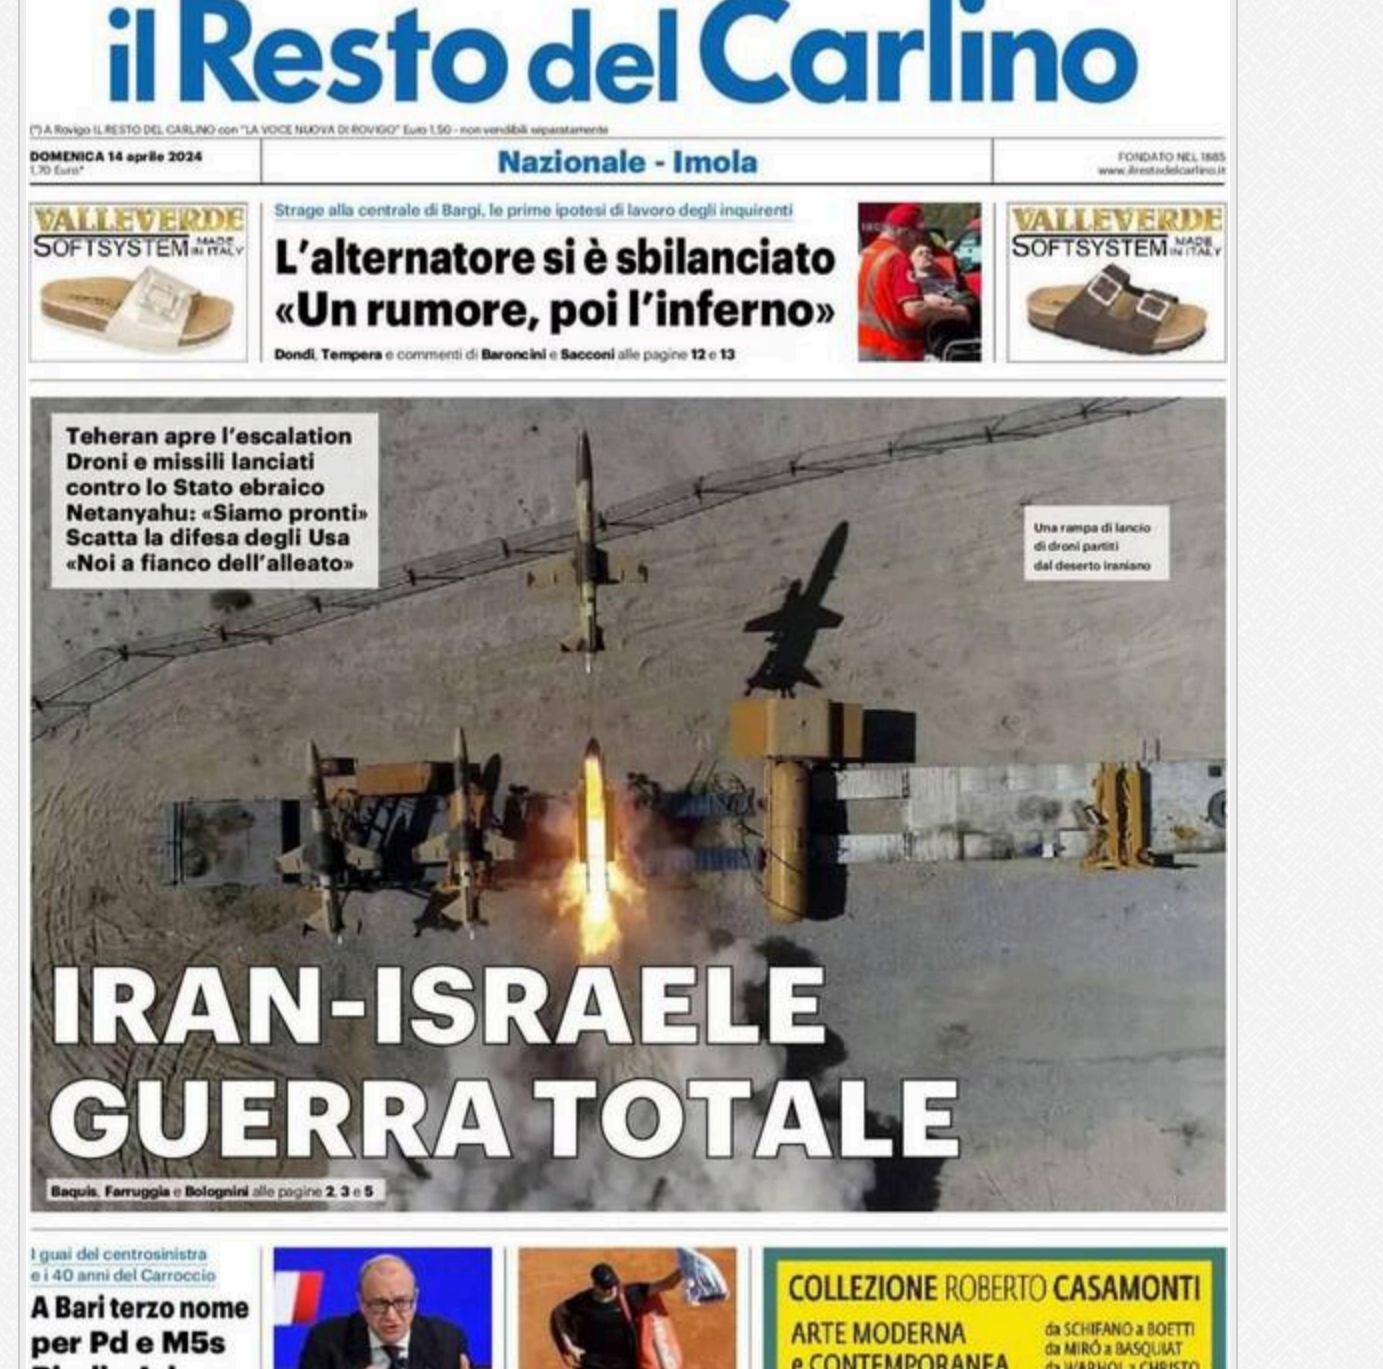 il Resto del Carlino
(*) A Rovigo IL RESTO DEL CARLINO con "LA VOCE NUOVA DI ROVIGO" Euro 1,50 - non vendibili separatamente
DOMENICA 14 aprile 2024
1,70 Euro*
Nazionale - Imola
FONDATO NEL 1885
www.ilrestodelcarlino.it
VALLEVERDE
SOFTSYSTEM MADE IN ITALY
Strage alla centrale di Bargi, le prime ipotesi di lavoro degli inquirenti
L'alternatore si è sbilanciato
«Un rumore, poi l'inferno»
Dondi, Tempera e commenti di Baroncini e Sacconi alle pagine 12 e 13
VALLEVERDE
SOFTSYSTEM MADE IN ITALY
Teheran apre l'escalation
Droni e missili lanciati
contro lo Stato ebraico
Netanyahu: «Siamo pronti»
Scatta la difesa degli Usa
«Noi a fianco dell'alleato»
Una rampa di lancio
di droni partiti
dal deserto iraniano
IRAN-ISRAELE
GUERRA TOTALE
Baquis, Farruggia e Bolognini alle pagine 2, 3 e 5
I guai del centrosinistra
e i 40 anni del Carroccio
A Bari terzo nome
per Pd e M5s
COLLEZIONE ROBERTO CASAMONTI
ARTE MODERNA
e CONTEMPORANEA
da SCHIFANO a BOETTI
da MIRÓ a BASQUIAT
da WARHOL a CHRISTO